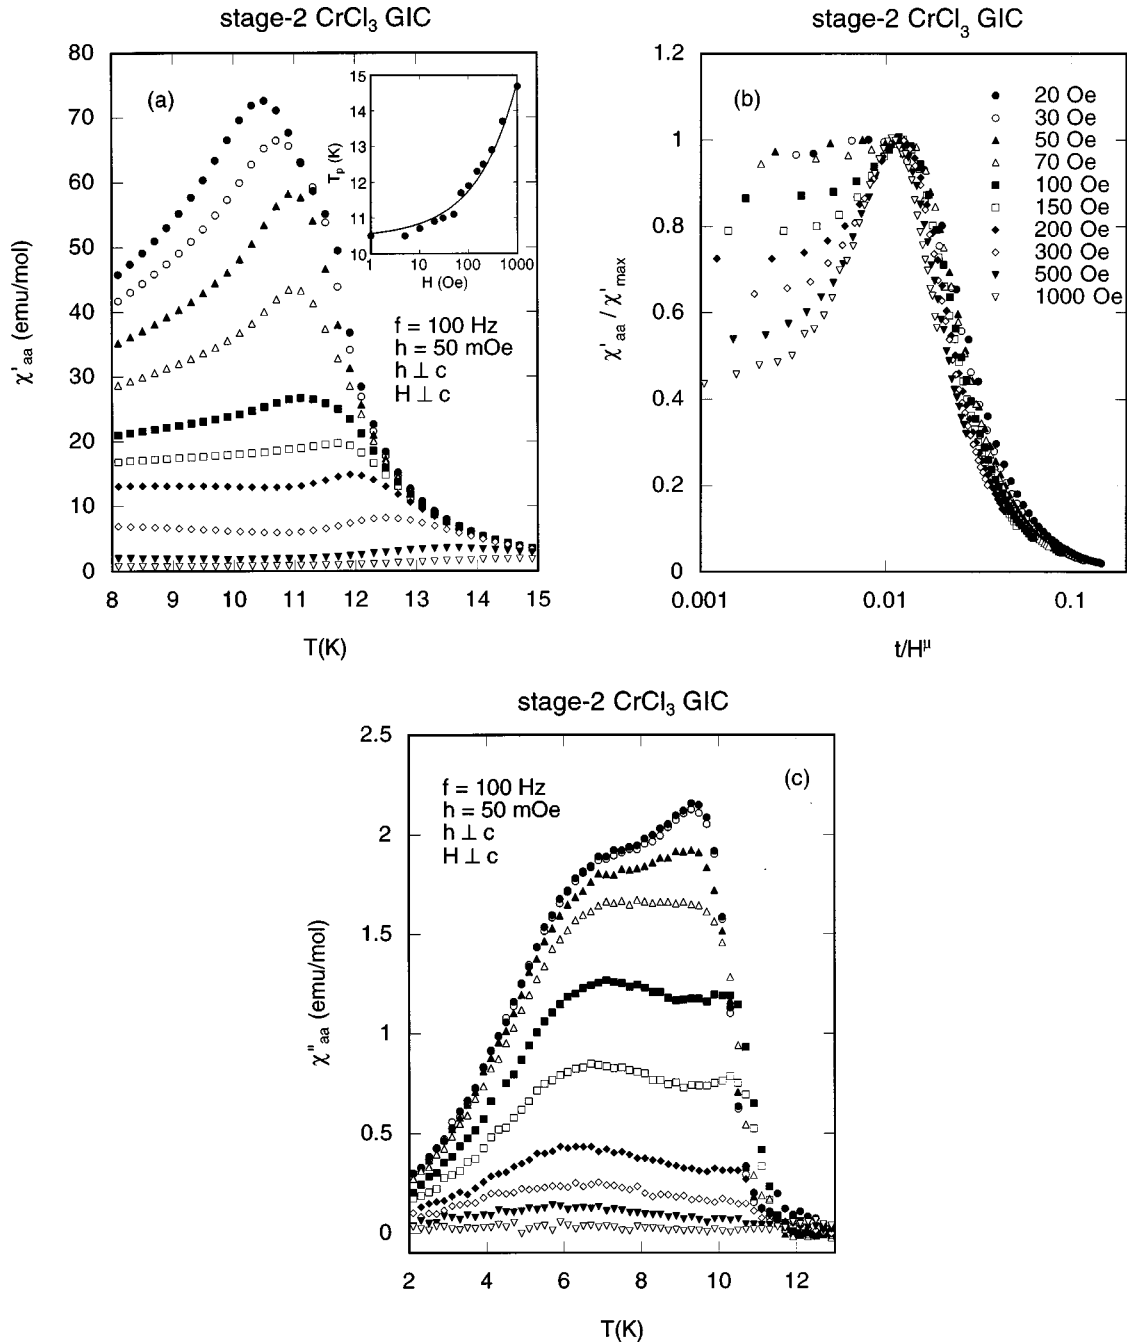 stage-2 CrCl₃ GIC
(a)
80
70
60
50
40
30
20
10
0
χ'aa (emu/mol)
8 9 10 11 12 13 14 15
T(K)
15
14
13
12
11
10
Tp (K)
1 10 100 1000
H (Oe)
f = 100 Hz
h = 50 mOe
h ⊥ c
H ⊥ c
stage-2 CrCl₃ GIC
(b)
1.2
1
0.8
0.6
0.4
0.2
0
χ'aa / χ'max
0.001 0.01 0.1
t/H^μ
20 Oe
30 Oe
50 Oe
70 Oe
100 Oe
150 Oe
200 Oe
300 Oe
500 Oe
1000 Oe
stage-2 CrCl₃ GIC
(c)
2.5
2
1.5
1
0.5
0
χ"aa (emu/mol)
2 4 6 8 10 12
T(K)
f = 100 Hz
h = 50 mOe
h ⊥ c
H ⊥ c